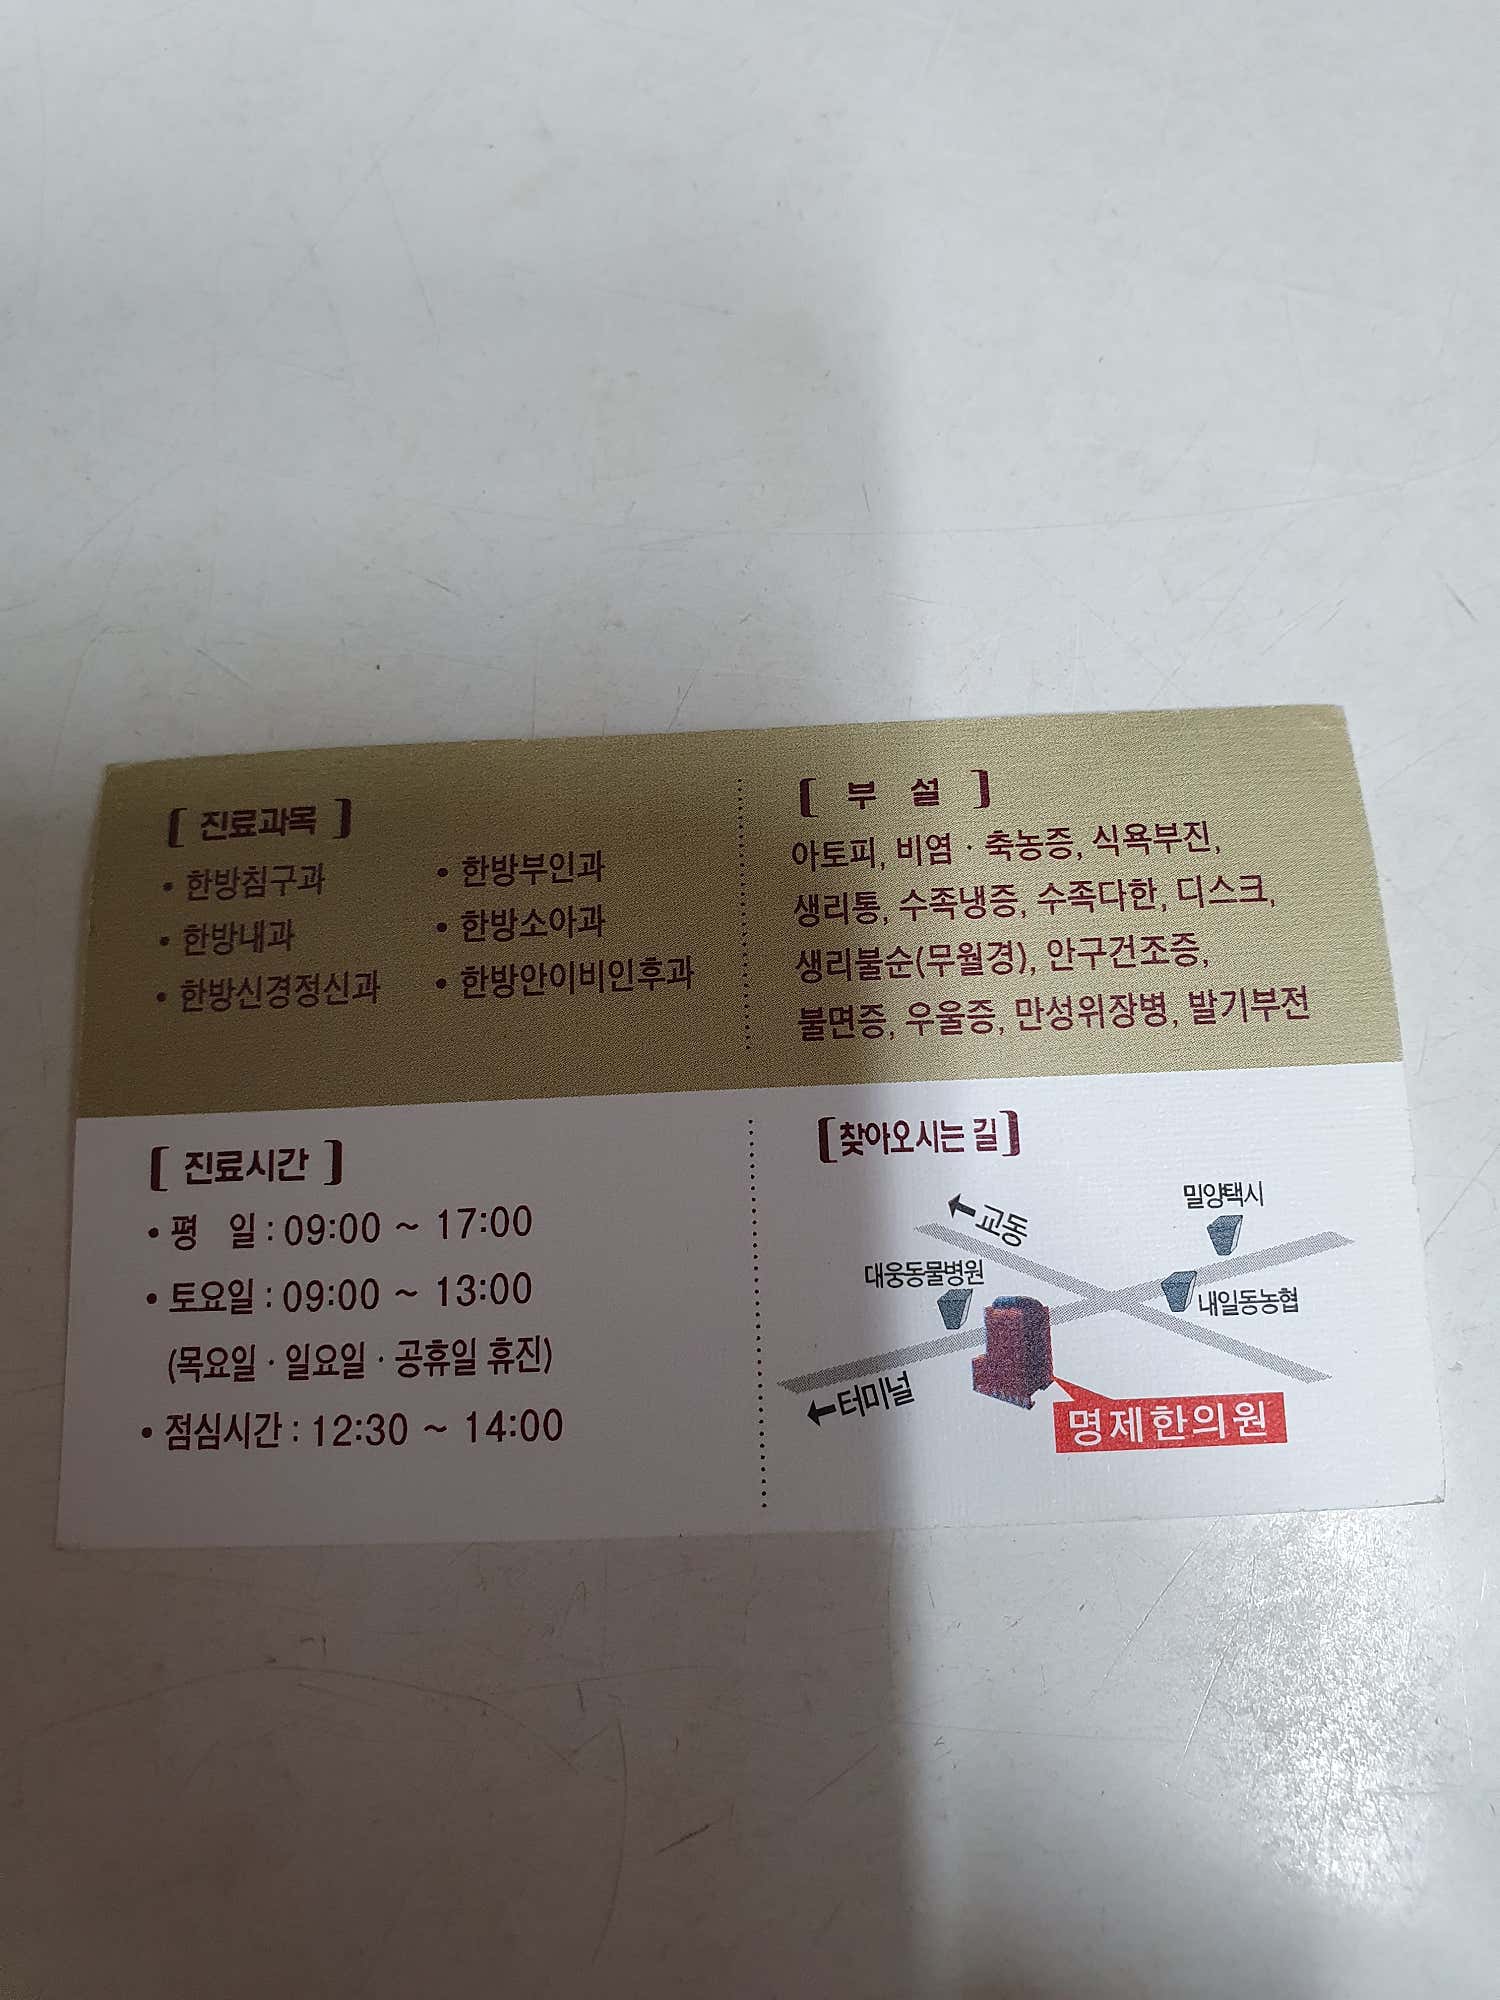 [ 진료과목 ]
• 한방침구과
• 한방부인과
• 한방내과
• 한방소아과
• 한방신경정신과
• 한방안이비인후과
[ 부 설 ]
아토피, 비염 · 축농증, 식욕부진,
생리통, 수족냉증, 수족다한, 디스크,
생리불순(무월경), 안구건조증,
불면증, 우울증, 만성위장병, 발기부전
[ 진료시간 ]
• 평 일 : 09:00 ~ 17:00
• 토요일 : 09:00 ~ 13:00
(목요일 · 일요일 · 공휴일 휴진)
• 점심시간 : 12:30 ~ 14:00
[찾아오시는 길]
밀양택시
←교동
대웅동물병원
내일동농협
←터미널
명제한의원